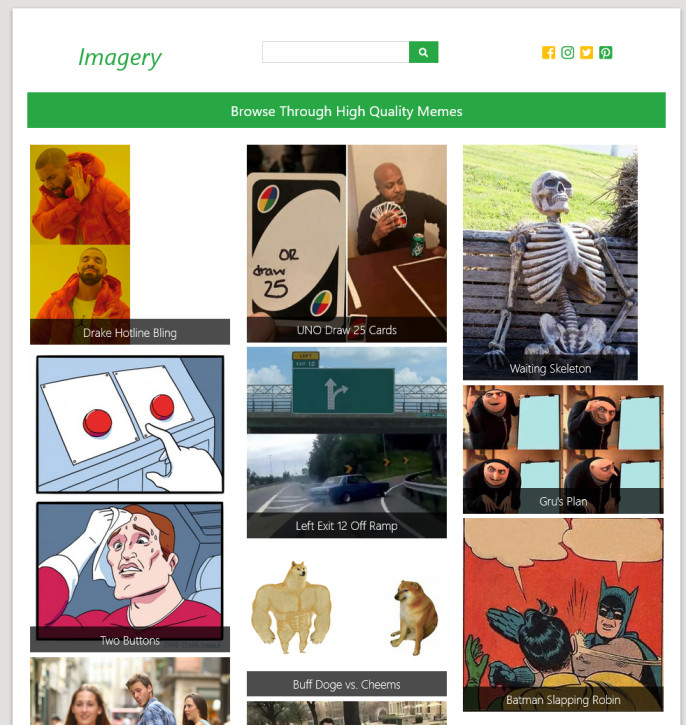 Imagery
Browse Through High Quality Memes
Drake Hotline Bling
OR
draw
25
UNO Draw 25 Cards
Waiting Skeleton
Two Buttons
LEFT
EXIT 12
Left Exit 12 Off Ramp
Gru's Plan
Buff Doge vs. Cheems
Batman Slapping Robin